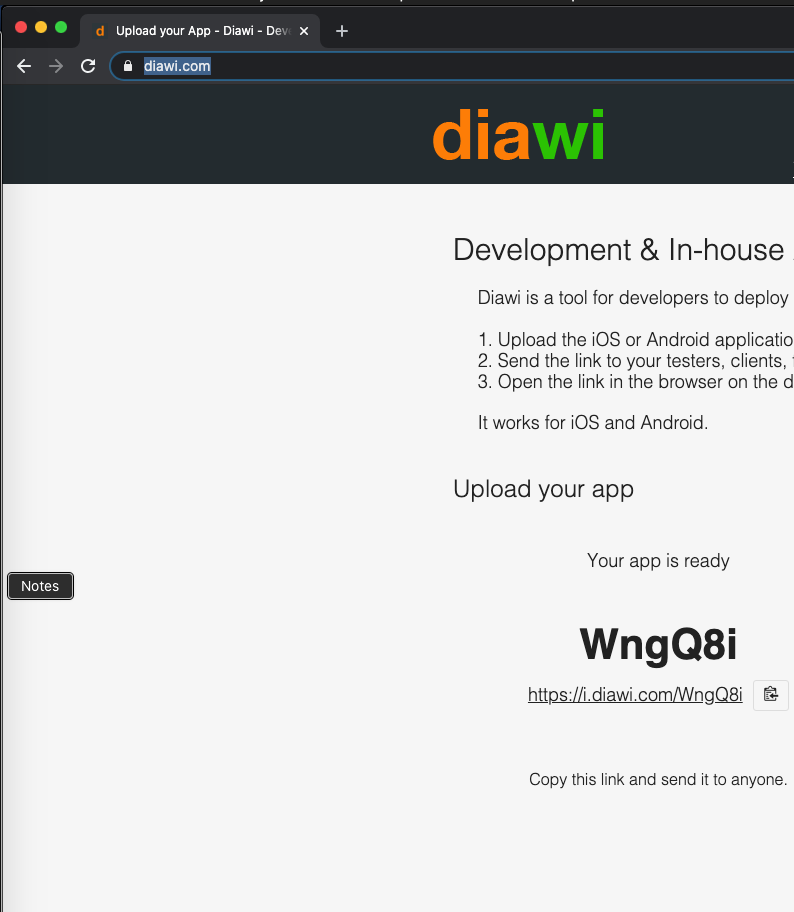 Upload your App - Diawi - Dev
diawi.com
diawi
Development & In-house
Diawi is a tool for developers to deploy
1. Upload the iOS or Android applicatio
2. Send the link to your testers, clients,
3. Open the link in the browser on the d
It works for iOS and Android.
Upload your app
Your app is ready
Notes
WngQ8i
https://i.diawi.com/WngQ8i
Copy this link and send it to anyone.